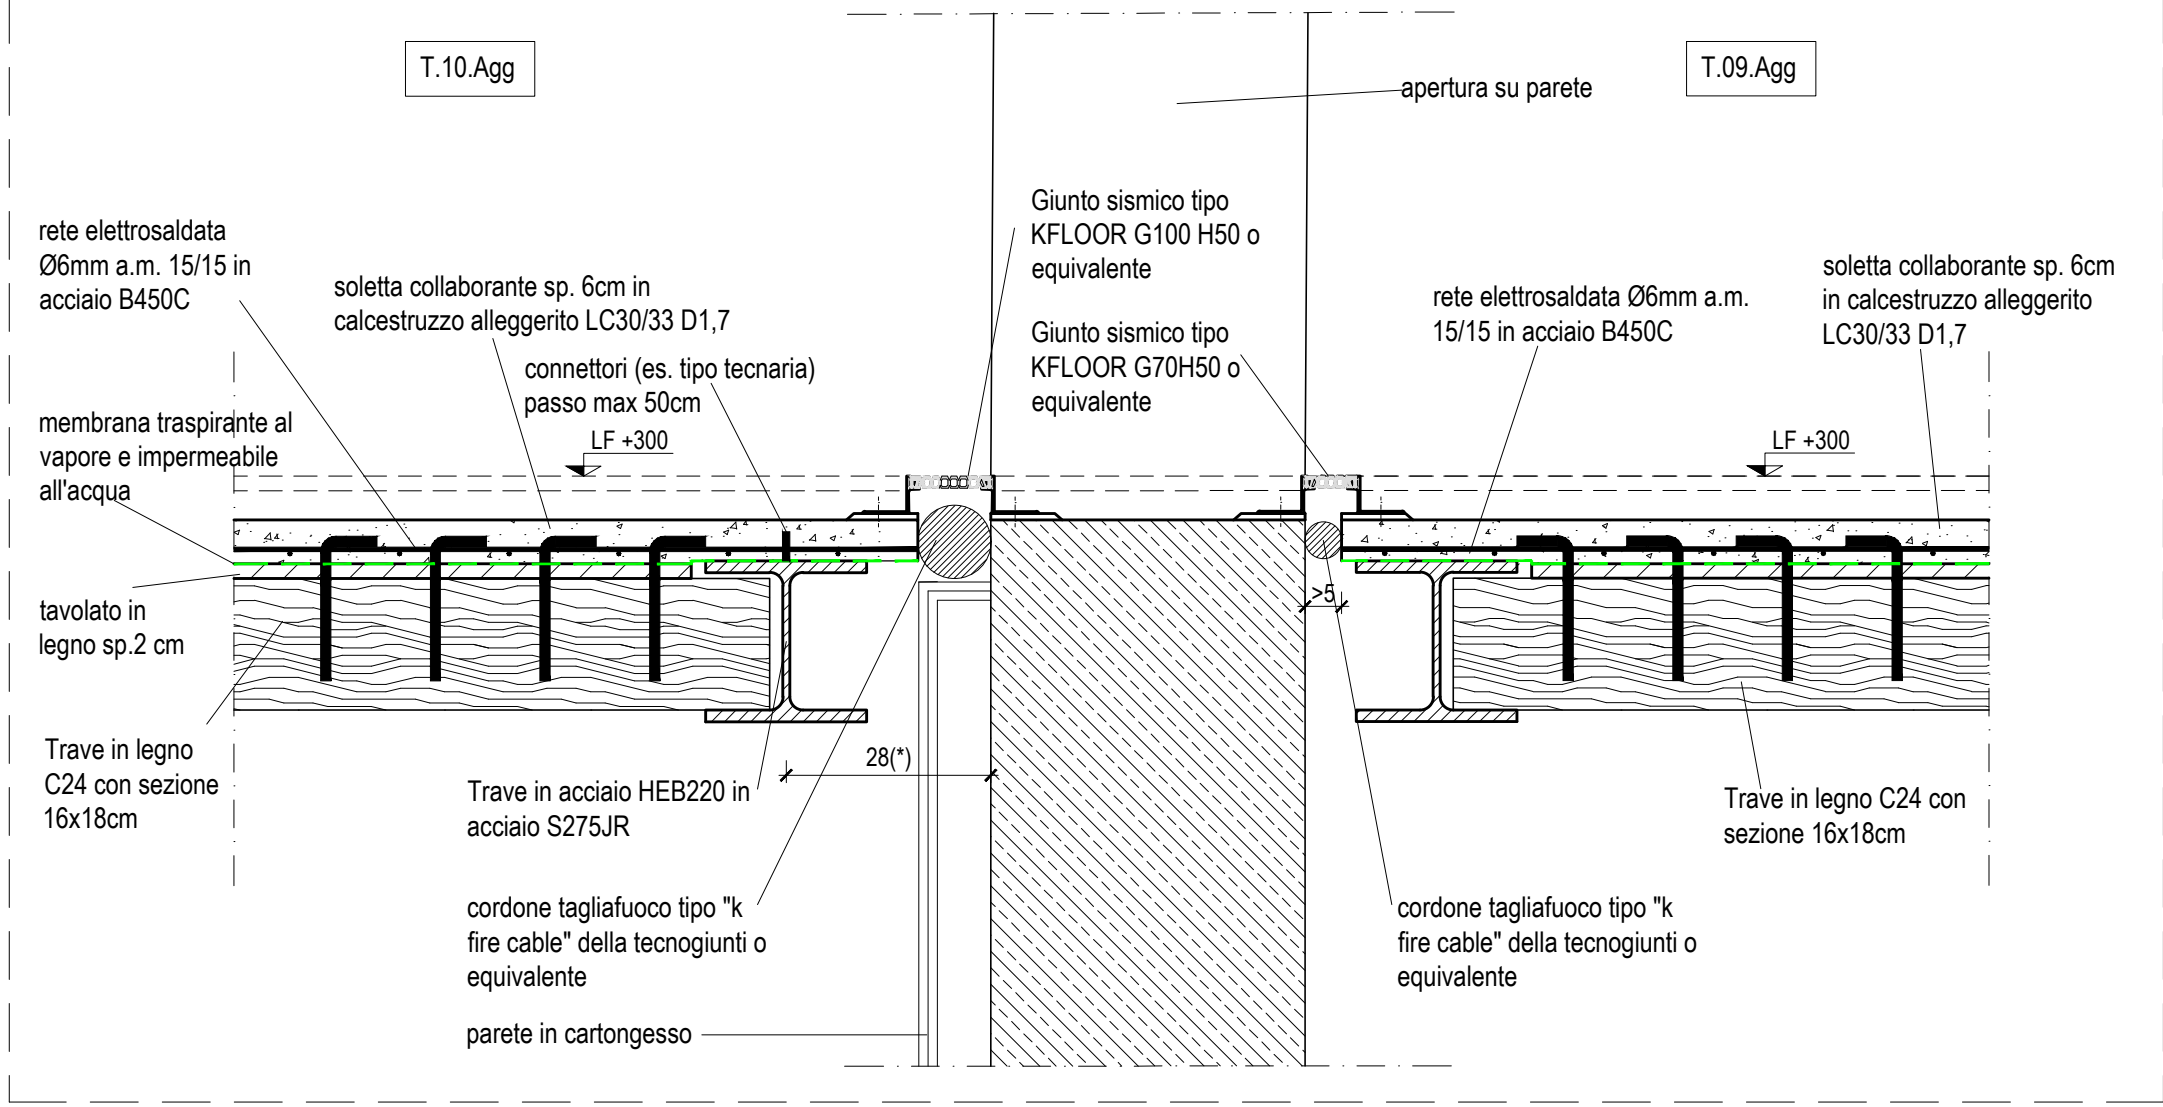 T.10.Agg
T.09.Agg
apertura su parete
Giunto sismico tipo
KFLOOR G100 H50 o
equivalente
rete elettrosaldata
Ø6mm a.m. 15/15 in
acciaio B450C
soletta collaborante sp. 6cm in
calcestruzzo alleggerito LC30/33 D1,7
connettori (es. tipo tecnaria)
passo max 50cm
Giunto sismico tipo
KFLOOR G70H50 o
equivalente
rete elettrosaldata Ø6mm a.m.
15/15 in acciaio B450C
soletta collaborante sp. 6cm
in calcestruzzo alleggerito
LC30/33 D1,7
membrana traspirante al
vapore e impermeabile
all'acqua
LF +300
LF +300
tavolato in
legno sp.2 cm
>5
Trave in legno
C24 con sezione
16x18cm
28(*)
Trave in acciaio HEB220 in
acciaio S275JR
Trave in legno C24 con
sezione 16x18cm
cordone tagliafuoco tipo "k
fire cable" della tecnogiunti o
equivalente
cordone tagliafuoco tipo "k
fire cable" della tecnogiunti o
equivalente
parete in cartongesso